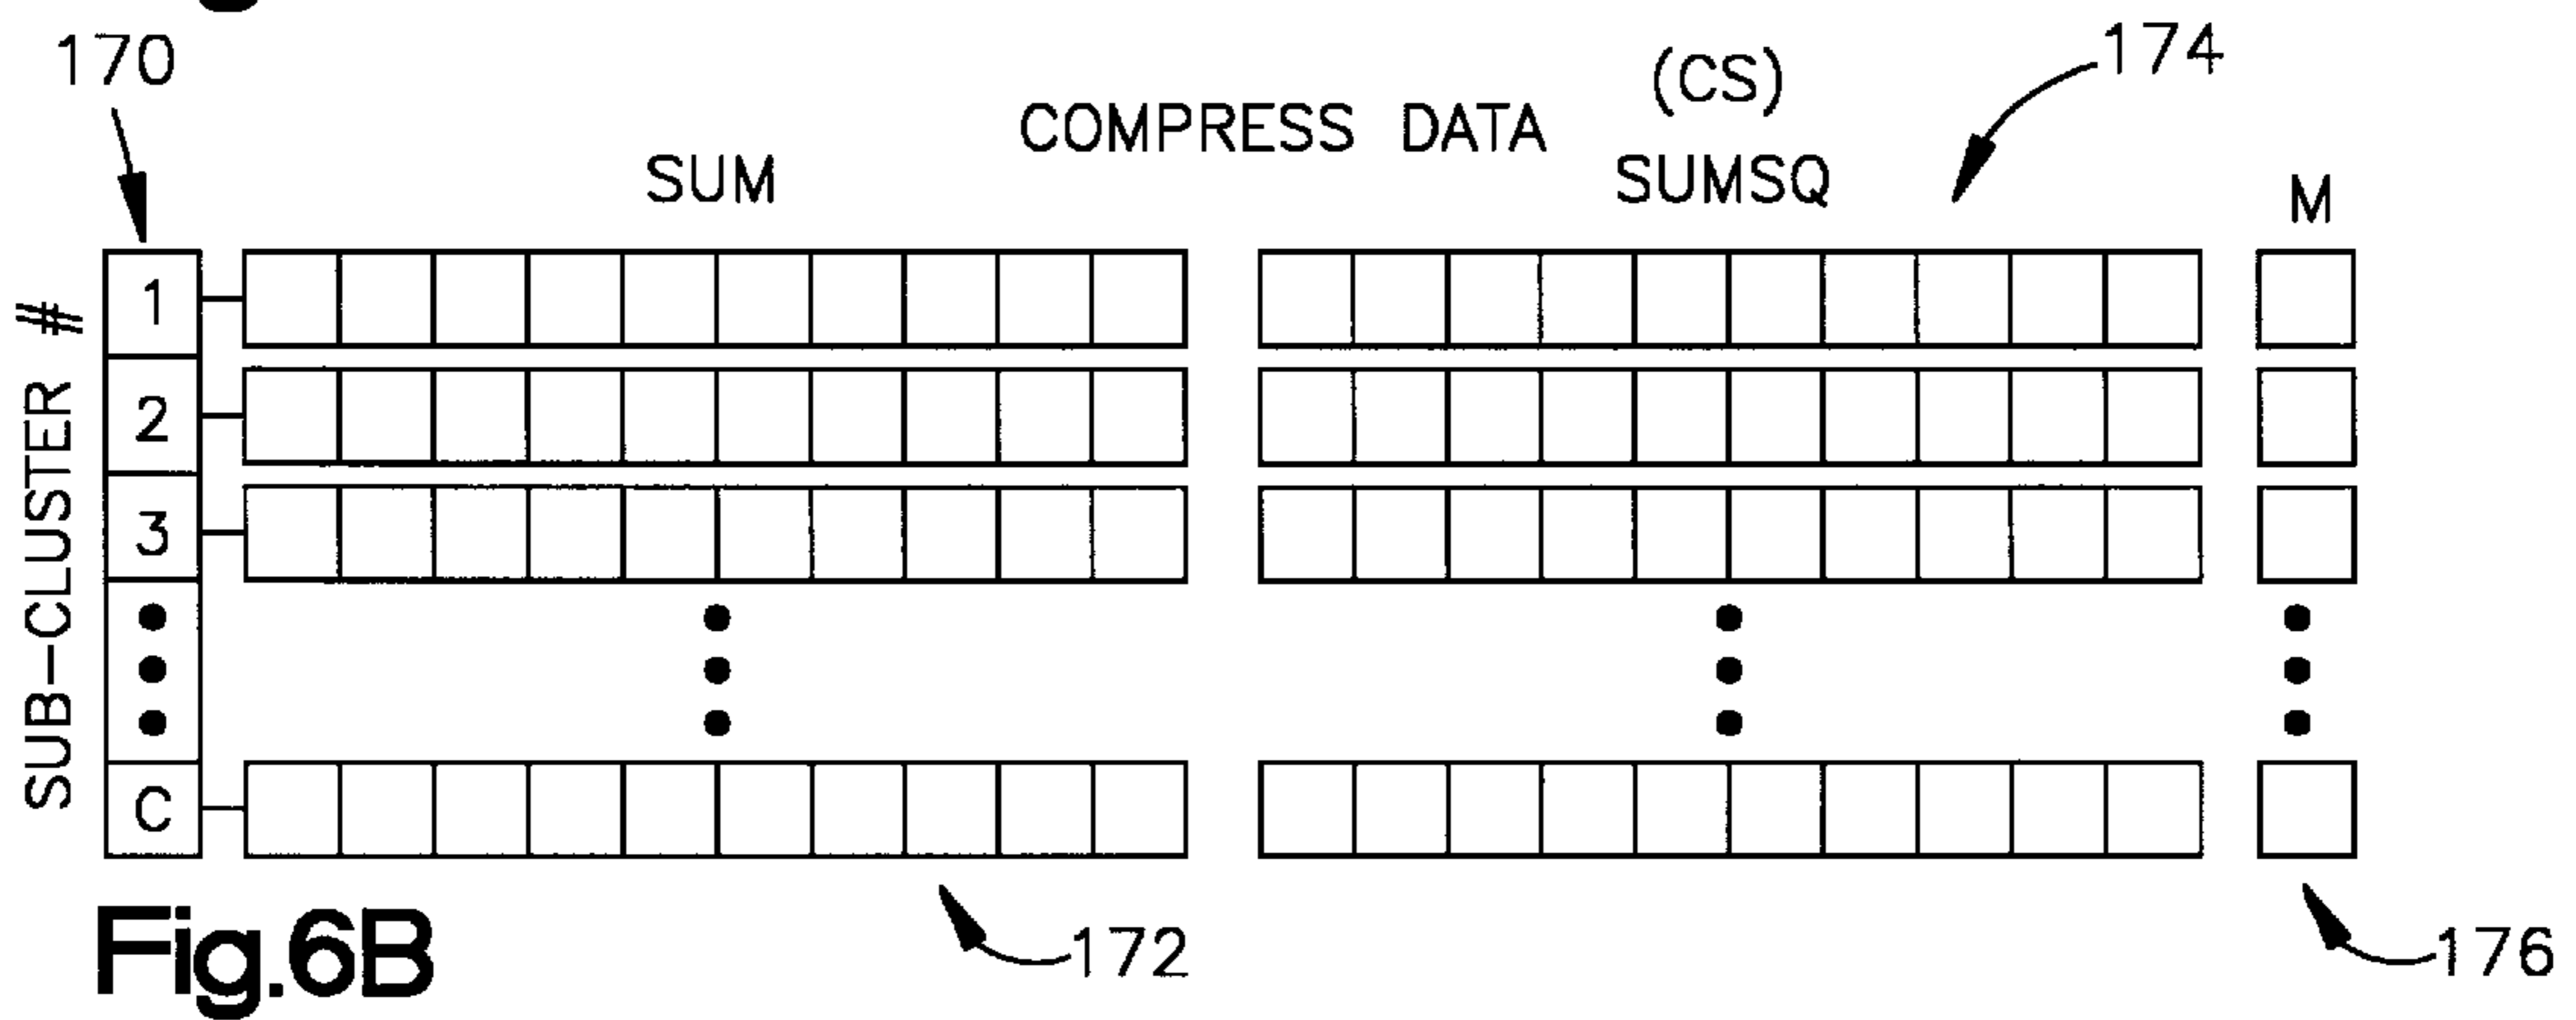 170
(CS)
174
COMPRESS DATA
SUM
SUMSQ
M
SUB-CLUSTER #
1
2
3
C
Fig.6B
172
176